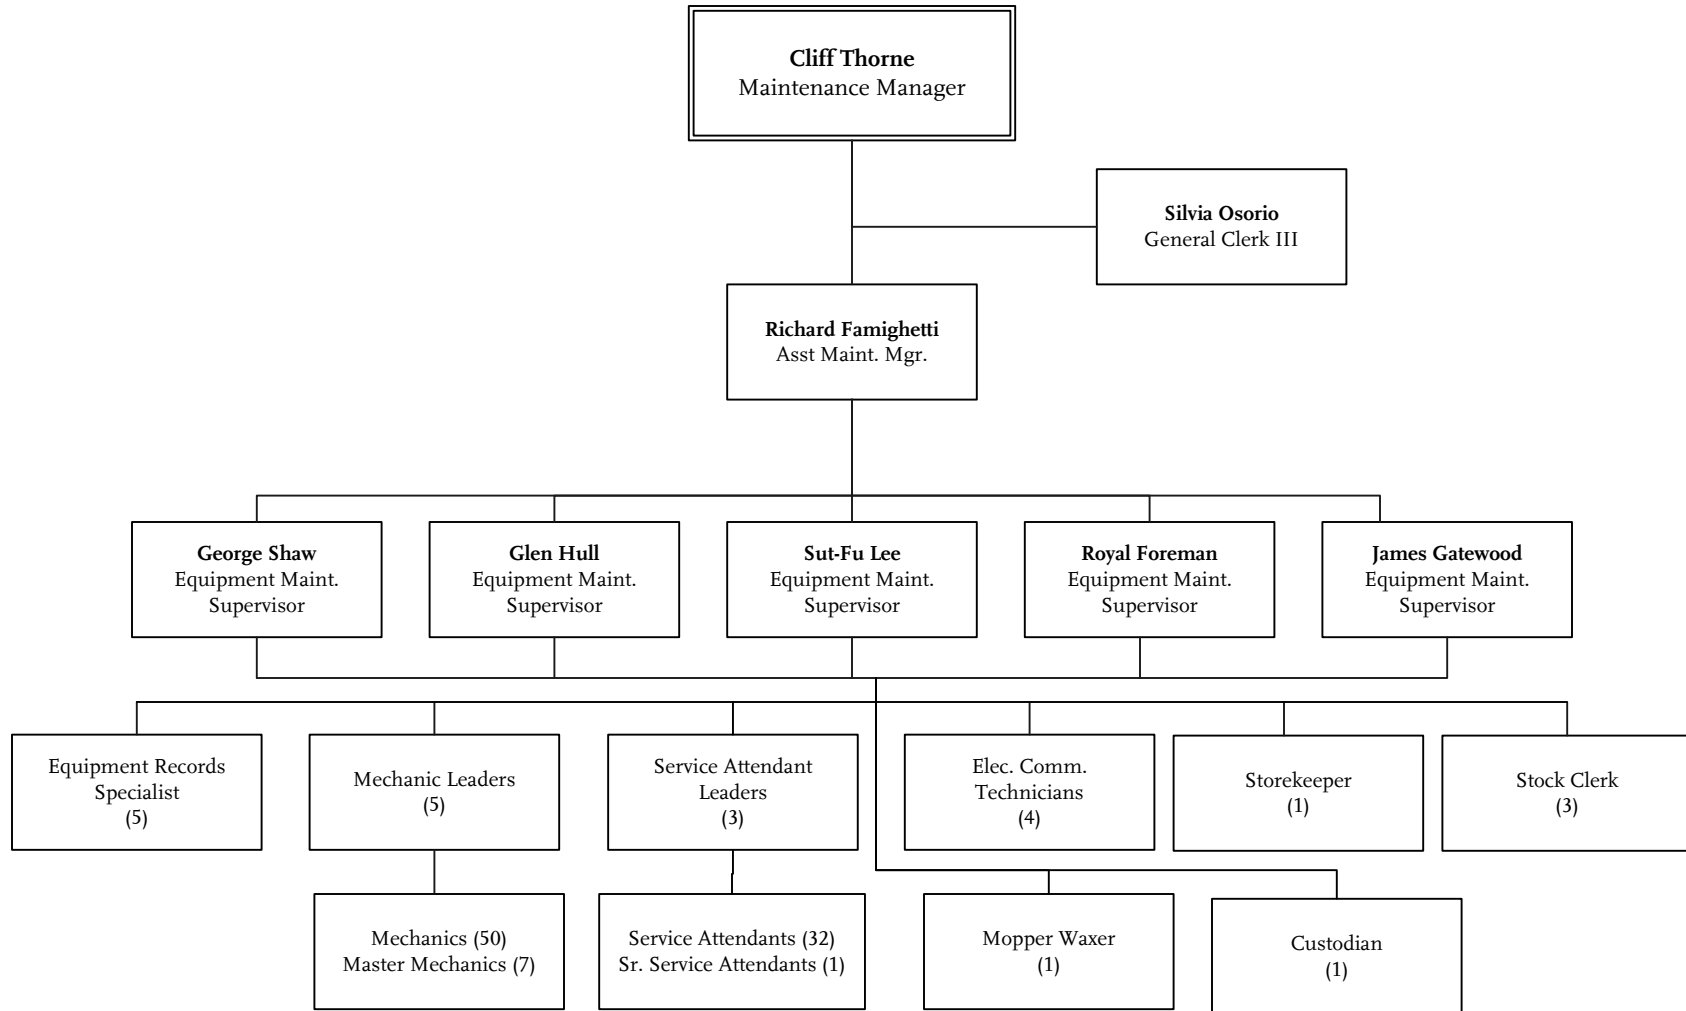 Cliff Thorne
Maintenance Manager
Silvia Osorio
General Clerk III
Richard Famighetti
Asst Maint. Mgr.
George Shaw
Equipment Maint.
Supervisor
Glen Hull
Equipment Maint.
Supervisor
Sut-Fu Lee
Equipment Maint.
Supervisor
Royal Foreman
Equipment Maint.
Supervisor
James Gatewood
Equipment Maint.
Supervisor
Equipment Records
Specialist
(5)
Mechanic Leaders
(5)
Service Attendant
Leaders
(3)
Elec. Comm.
Technicians
(4)
Storekeeper
(1)
Stock Clerk
(3)
Mechanics (50)
Master Mechanics (7)
Service Attendants (32)
Sr. Service Attendants (1)
Mopper Waxer
(1)
Custodian
(1)